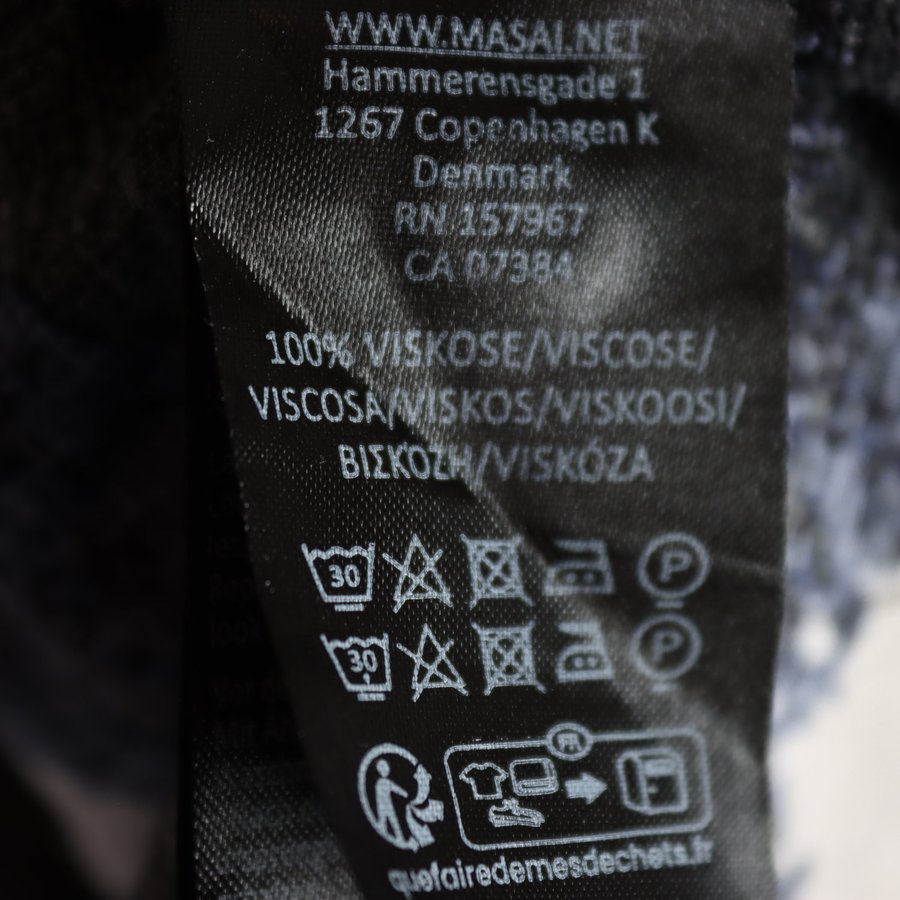 WWW.MASAI.NET
Hammerensgade 1
1267 Copenhagen K
Denmark
RN 157967
CA 07384
100% VISKOSE/VISCOSE/
VISCOSA/VISKOS/VISKOOSI/
ΒΙΣΚΌΖΗ/VISKÓZA
30 P
30 P
FR
quefairedemesdechets.fr